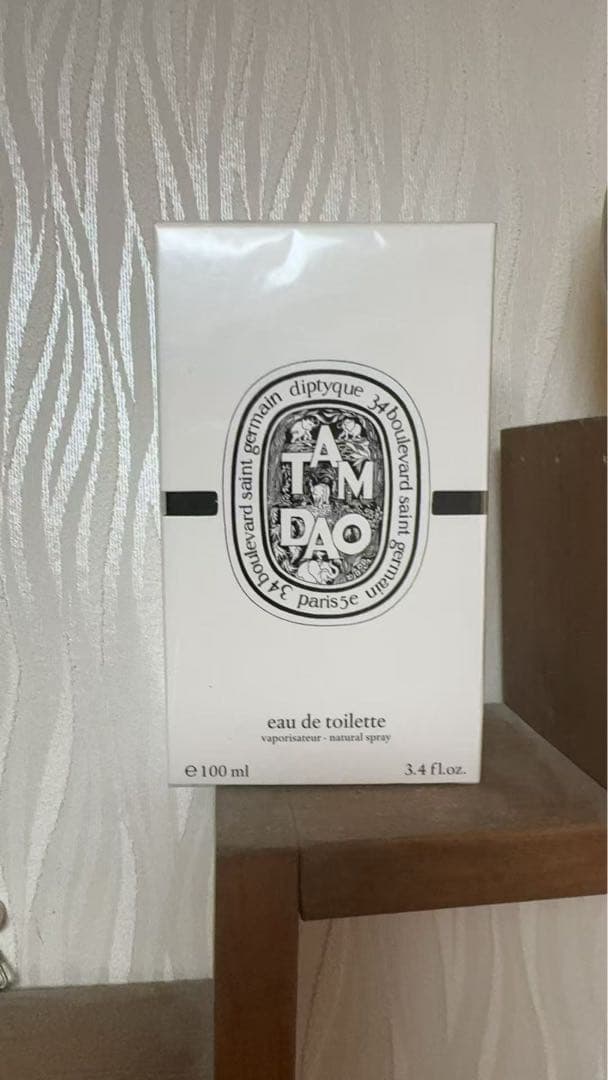 diptyque 34 boulevard saint germain paris5e 34 boulevard saint germain
TAM
DAO
eau de toilette
vaporisateur - natural spray
℮ 100 ml
3.4 fl.oz.